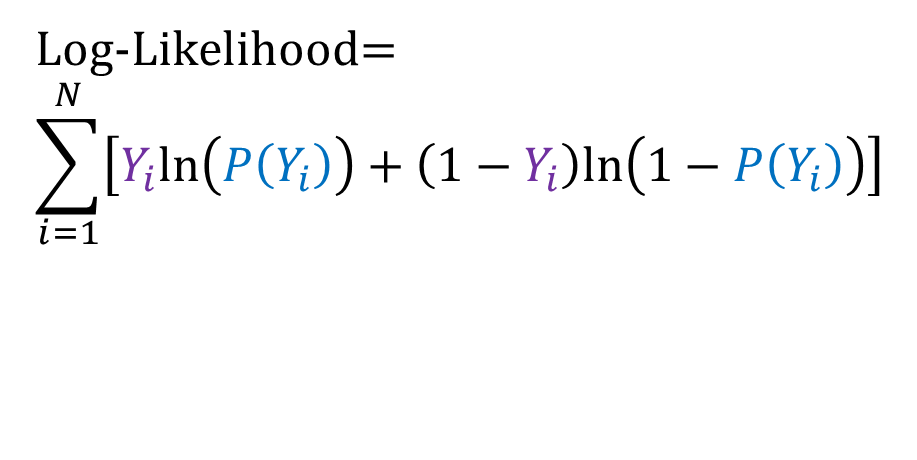 Log-Likelihood=
N
∑[Yᵢln(P(Yᵢ)) + (1 − Yᵢ)ln(1 − P(Yᵢ))]
i=1